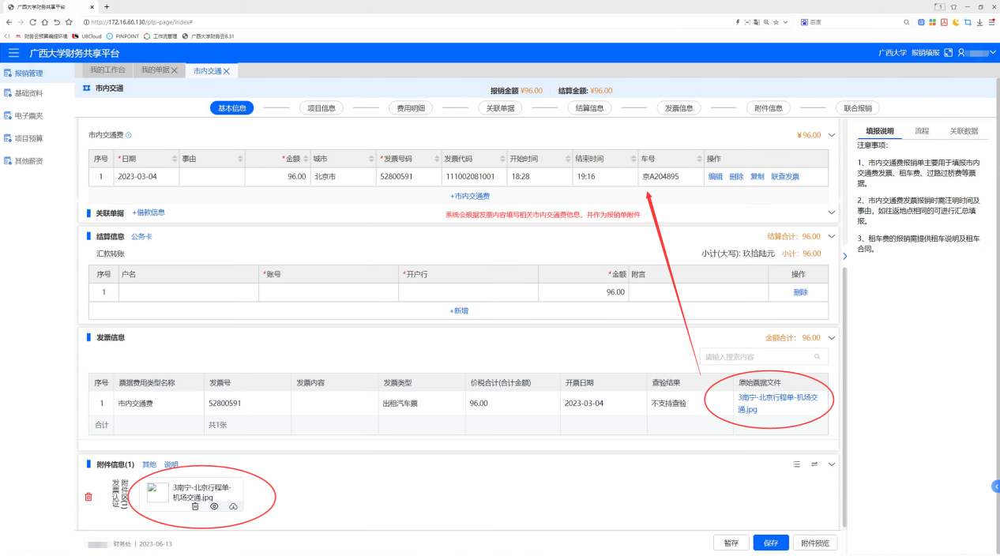 广西大学财务共享平台
http://172.16.60.130/ptp-page/index#
百度
财务云预算编报环境 U8Cloud PINPOINT 工作流管理 广西大学财务云8.31
广西大学财务共享平台
广西大学 报销填报
报销管理
基础资料
电子票夹
项目预算
其他薪资
我的工作台 我的单据 市内交通
市内交通
报销金额 ¥96.00 结算金额: ¥96.00
基本信息 项目信息 费用明细 关联单据 结算信息 发票信息 附件信息 联合报销
市内交通费 ¥96.00
序号 *日期 事由 *金额 城市 *发票号码 发票代码 开始时间 结束时间 车号 操作
1 2023-03-04 96.00 北京市 52800591 111002081001 18:28 19:16 京A204895 编辑 删除 复制 联查发票
+市内交通费
关联单据 +借款信息
系统会根据发票内容填写相关市内交通费信息，并作为报销单附件
结算信息 公务卡 结算合计: 96.00
汇款转账 小计(大写): 玖拾陆元 小计: 96.00
序号 户名 *账号 *开户行 *金额 附言 操作
1 96.00 删除
+新增
发票信息 金额合计: 96.00
请输入搜索内容
序号 票据费用类型名称 发票号 发票内容 发票类型 价税合计(合计金额) 开票日期 查验结果 原始票据文件
1 市内交通费 52800591 出租汽车票 96.00 2023-03-04 不支持查验 3南宁-北京行程单-机场交
通.jpg
合计 共1张
附件信息(1) 其他 说明
发票认证
附件区(1)
3南宁-北京行程单-
机场交通.jpg
财务处 | 2023-06-13
暂存 保存 附件预览
填报说明 流程 关联数据
注意事项:
1、市内交通费报销单主要用于填报市内
交通费发票、租车费、过路过桥费等票
据。
2、市内交通费发票报销时需注明时间及
事由，如往返地点相同的可进行汇总填
报。
3、租车费的报销需提供租车说明及租车
合同。